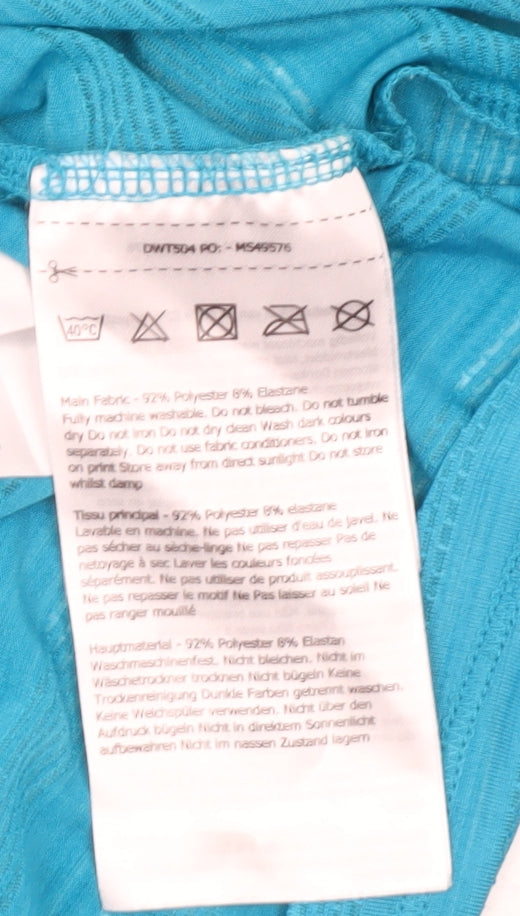 DWT504 PO: - MS49576
40°C
Main Fabric - 92% Polyester 8% Elastane
Fully machine washable. Do not bleach. Do not tumble
dry Do not iron Do not dry clean Wash dark colours
separately. Do not use fabric conditioners. Do not iron
on print Store away from direct sunlight Do not store
whilst damp
Tissu principal - 92% Polyester 8% elastane
Lavable en machine. Ne pas utiliser d'eau de javel. Ne
pas sécher au sèche-linge Ne pas repasser Pas de
nettoyage à sec Laver les couleurs foncées
séparément. Ne pas utiliser de produit assouplissant.
Ne pas repasser le motif Ne Pas laisser au soleil Ne
pas ranger mouillé
Hauptmaterial - 92% Polyester 8% Elastan
Waschmaschinenfest. Nicht bleichen. Nicht im
Wäschetrockner trocknen Nicht bügeln Keine
Trockenreinigung Dunkle Farben getrennt waschen.
Keine Weichspüler verwenden. Nicht über den
Aufdruck bügeln Nicht in direktem Sonnenlicht
aufbewahren Nicht im nassen Zustand lagern